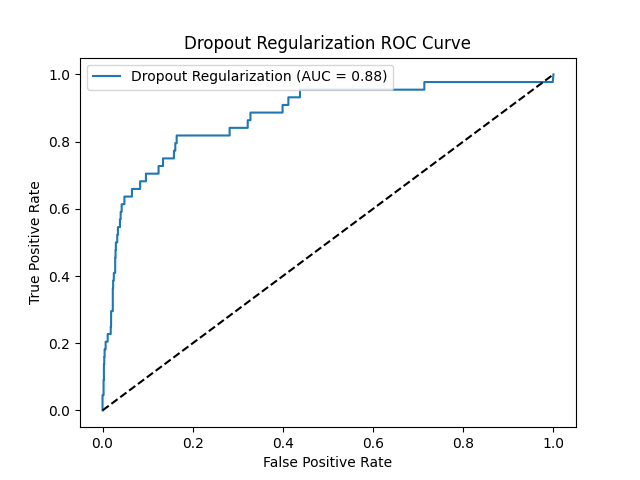 Dropout Regularization ROC Curve
Dropout Regularization (AUC = 0.88)
True Positive Rate
1.0
0.8
0.6
0.4
0.2
0.0
0.0 0.2 0.4 0.6 0.8 1.0
False Positive Rate